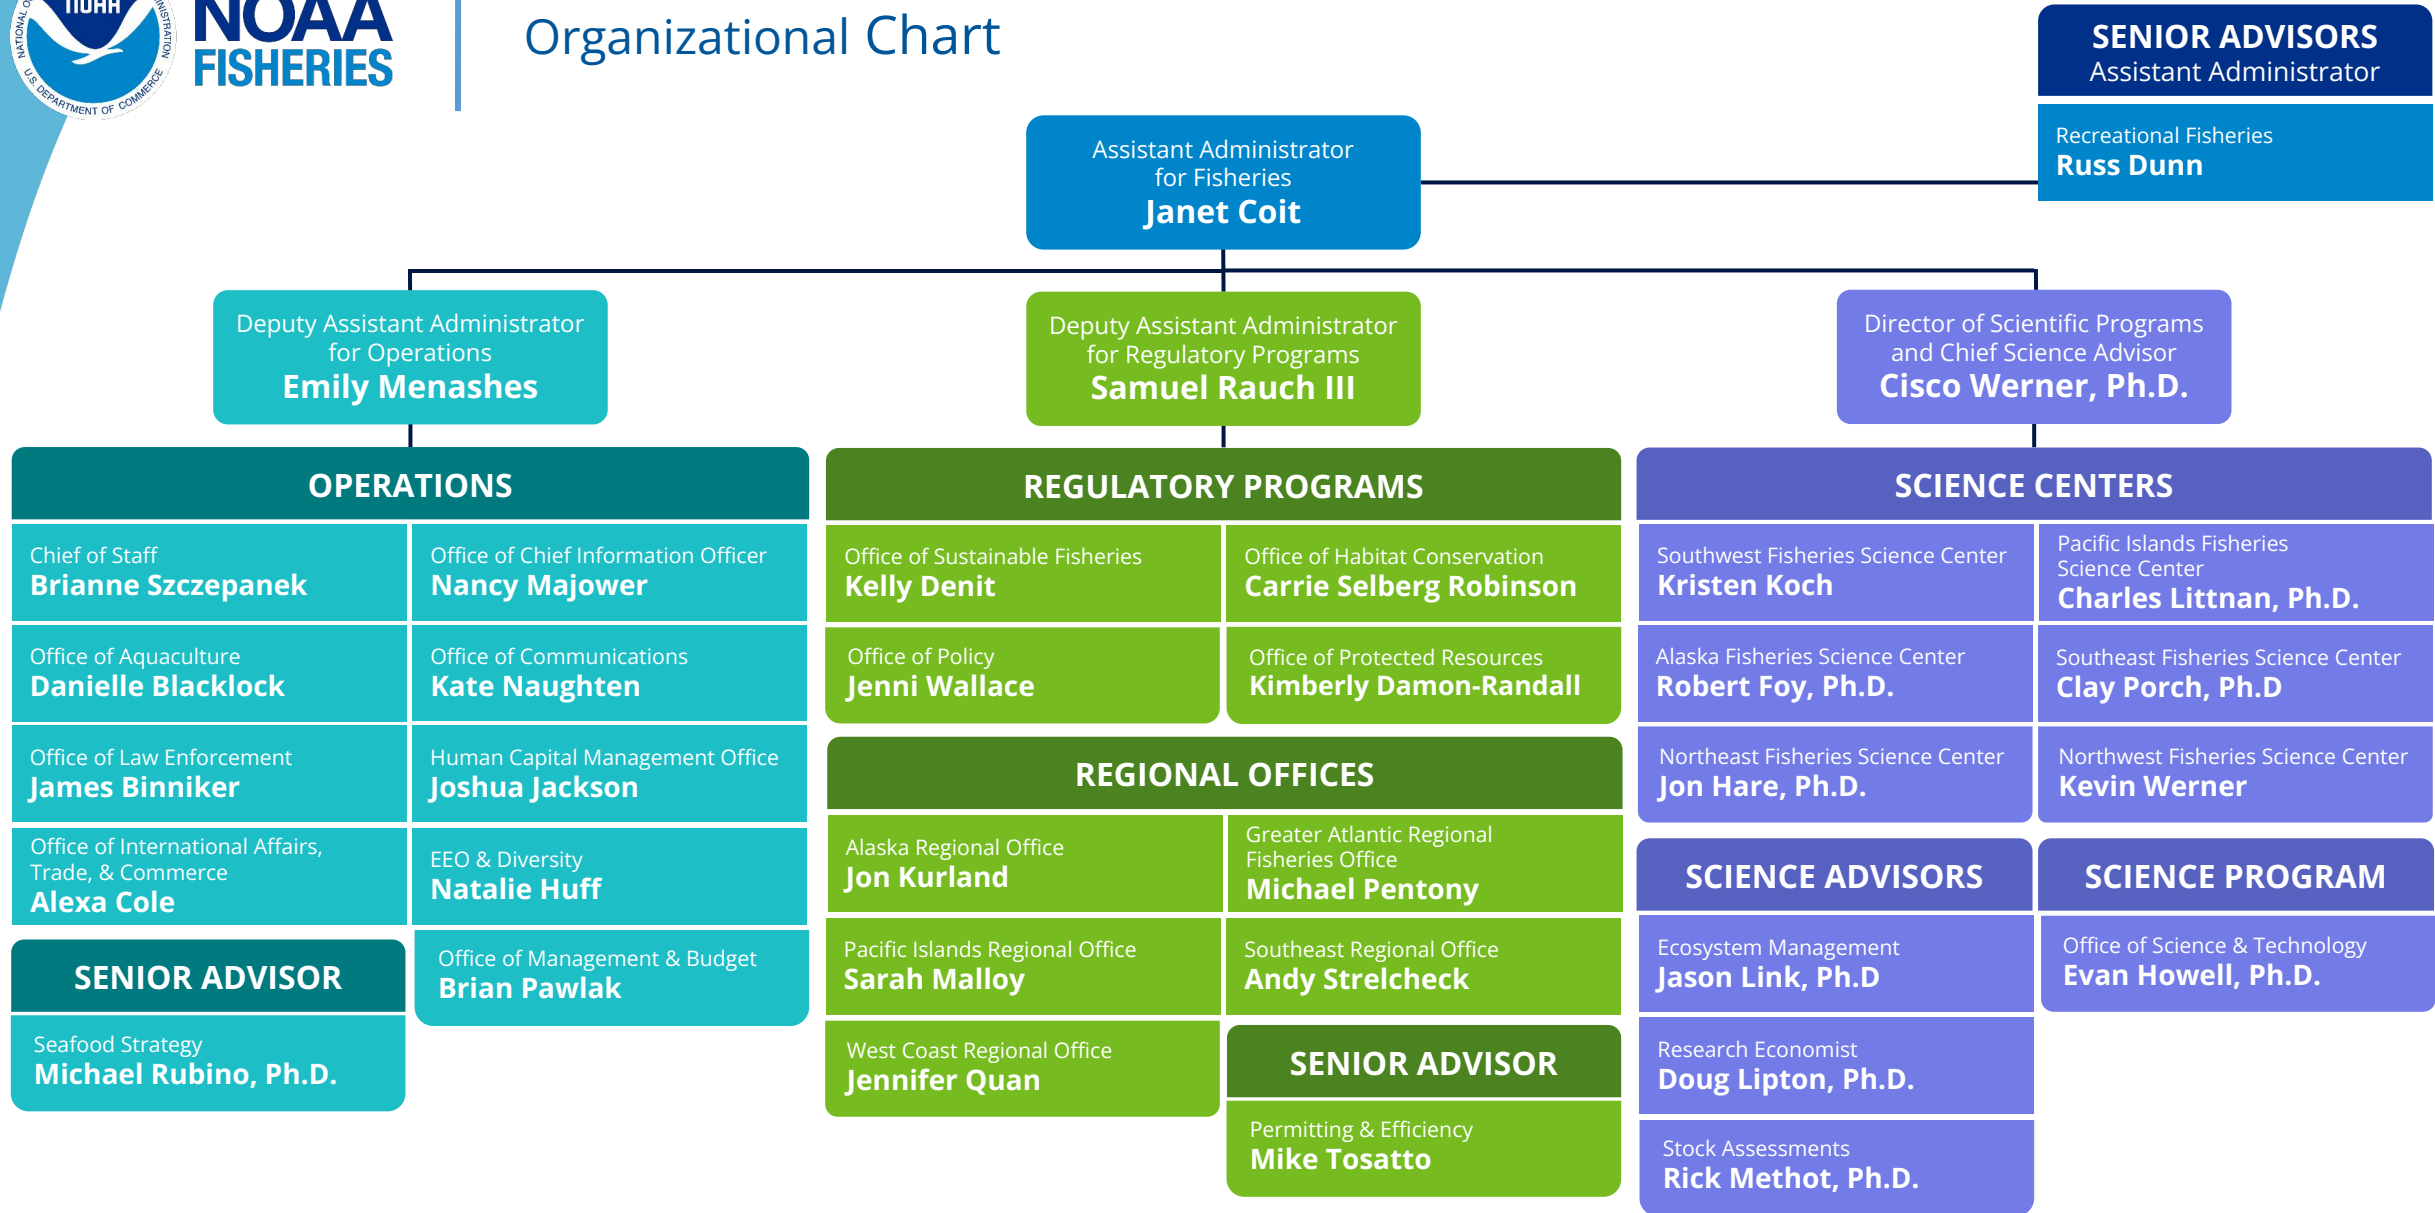 NOAA
FISHERIES
U.S. DEPARTMENT OF COMMERCE
Organizational Chart
SENIOR ADVISORS
Assistant Administrator
Recreational Fisheries
Russ Dunn
Assistant Administrator
for Fisheries
Janet Coit
Deputy Assistant Administrator
for Operations
Emily Menashes
Deputy Assistant Administrator
for Regulatory Programs
Samuel Rauch III
Director of Scientific Programs
and Chief Science Advisor
Cisco Werner, Ph.D.
OPERATIONS
Chief of Staff
Brianne Szczepanek
Office of Chief Information Officer
Nancy Majower
Office of Aquaculture
Danielle Blacklock
Office of Communications
Kate Naughten
Office of Law Enforcement
James Binniker
Human Capital Management Office
Joshua Jackson
Office of International Affairs,
Trade, & Commerce
Alexa Cole
EEO & Diversity
Natalie Huff
SENIOR ADVISOR
Seafood Strategy
Michael Rubino, Ph.D.
Office of Management & Budget
Brian Pawlak
REGULATORY PROGRAMS
Office of Sustainable Fisheries
Kelly Denit
Office of Habitat Conservation
Carrie Selberg Robinson
Office of Policy
Jenni Wallace
Office of Protected Resources
Kimberly Damon-Randall
REGIONAL OFFICES
Alaska Regional Office
Jon Kurland
Greater Atlantic Regional
Fisheries Office
Michael Pentony
Pacific Islands Regional Office
Sarah Malloy
Southeast Regional Office
Andy Strelcheck
West Coast Regional Office
Jennifer Quan
SENIOR ADVISOR
Permitting & Efficiency
Mike Tosatto
SCIENCE CENTERS
Southwest Fisheries Science Center
Kristen Koch
Pacific Islands Fisheries
Science Center
Charles Littnan, Ph.D.
Alaska Fisheries Science Center
Robert Foy, Ph.D.
Southeast Fisheries Science Center
Clay Porch, Ph.D
Northeast Fisheries Science Center
Jon Hare, Ph.D.
Northwest Fisheries Science Center
Kevin Werner
SCIENCE ADVISORS
Ecosystem Management
Jason Link, Ph.D
Research Economist
Doug Lipton, Ph.D.
Stock Assessments
Rick Methot, Ph.D.
SCIENCE PROGRAM
Office of Science & Technology
Evan Howell, Ph.D.